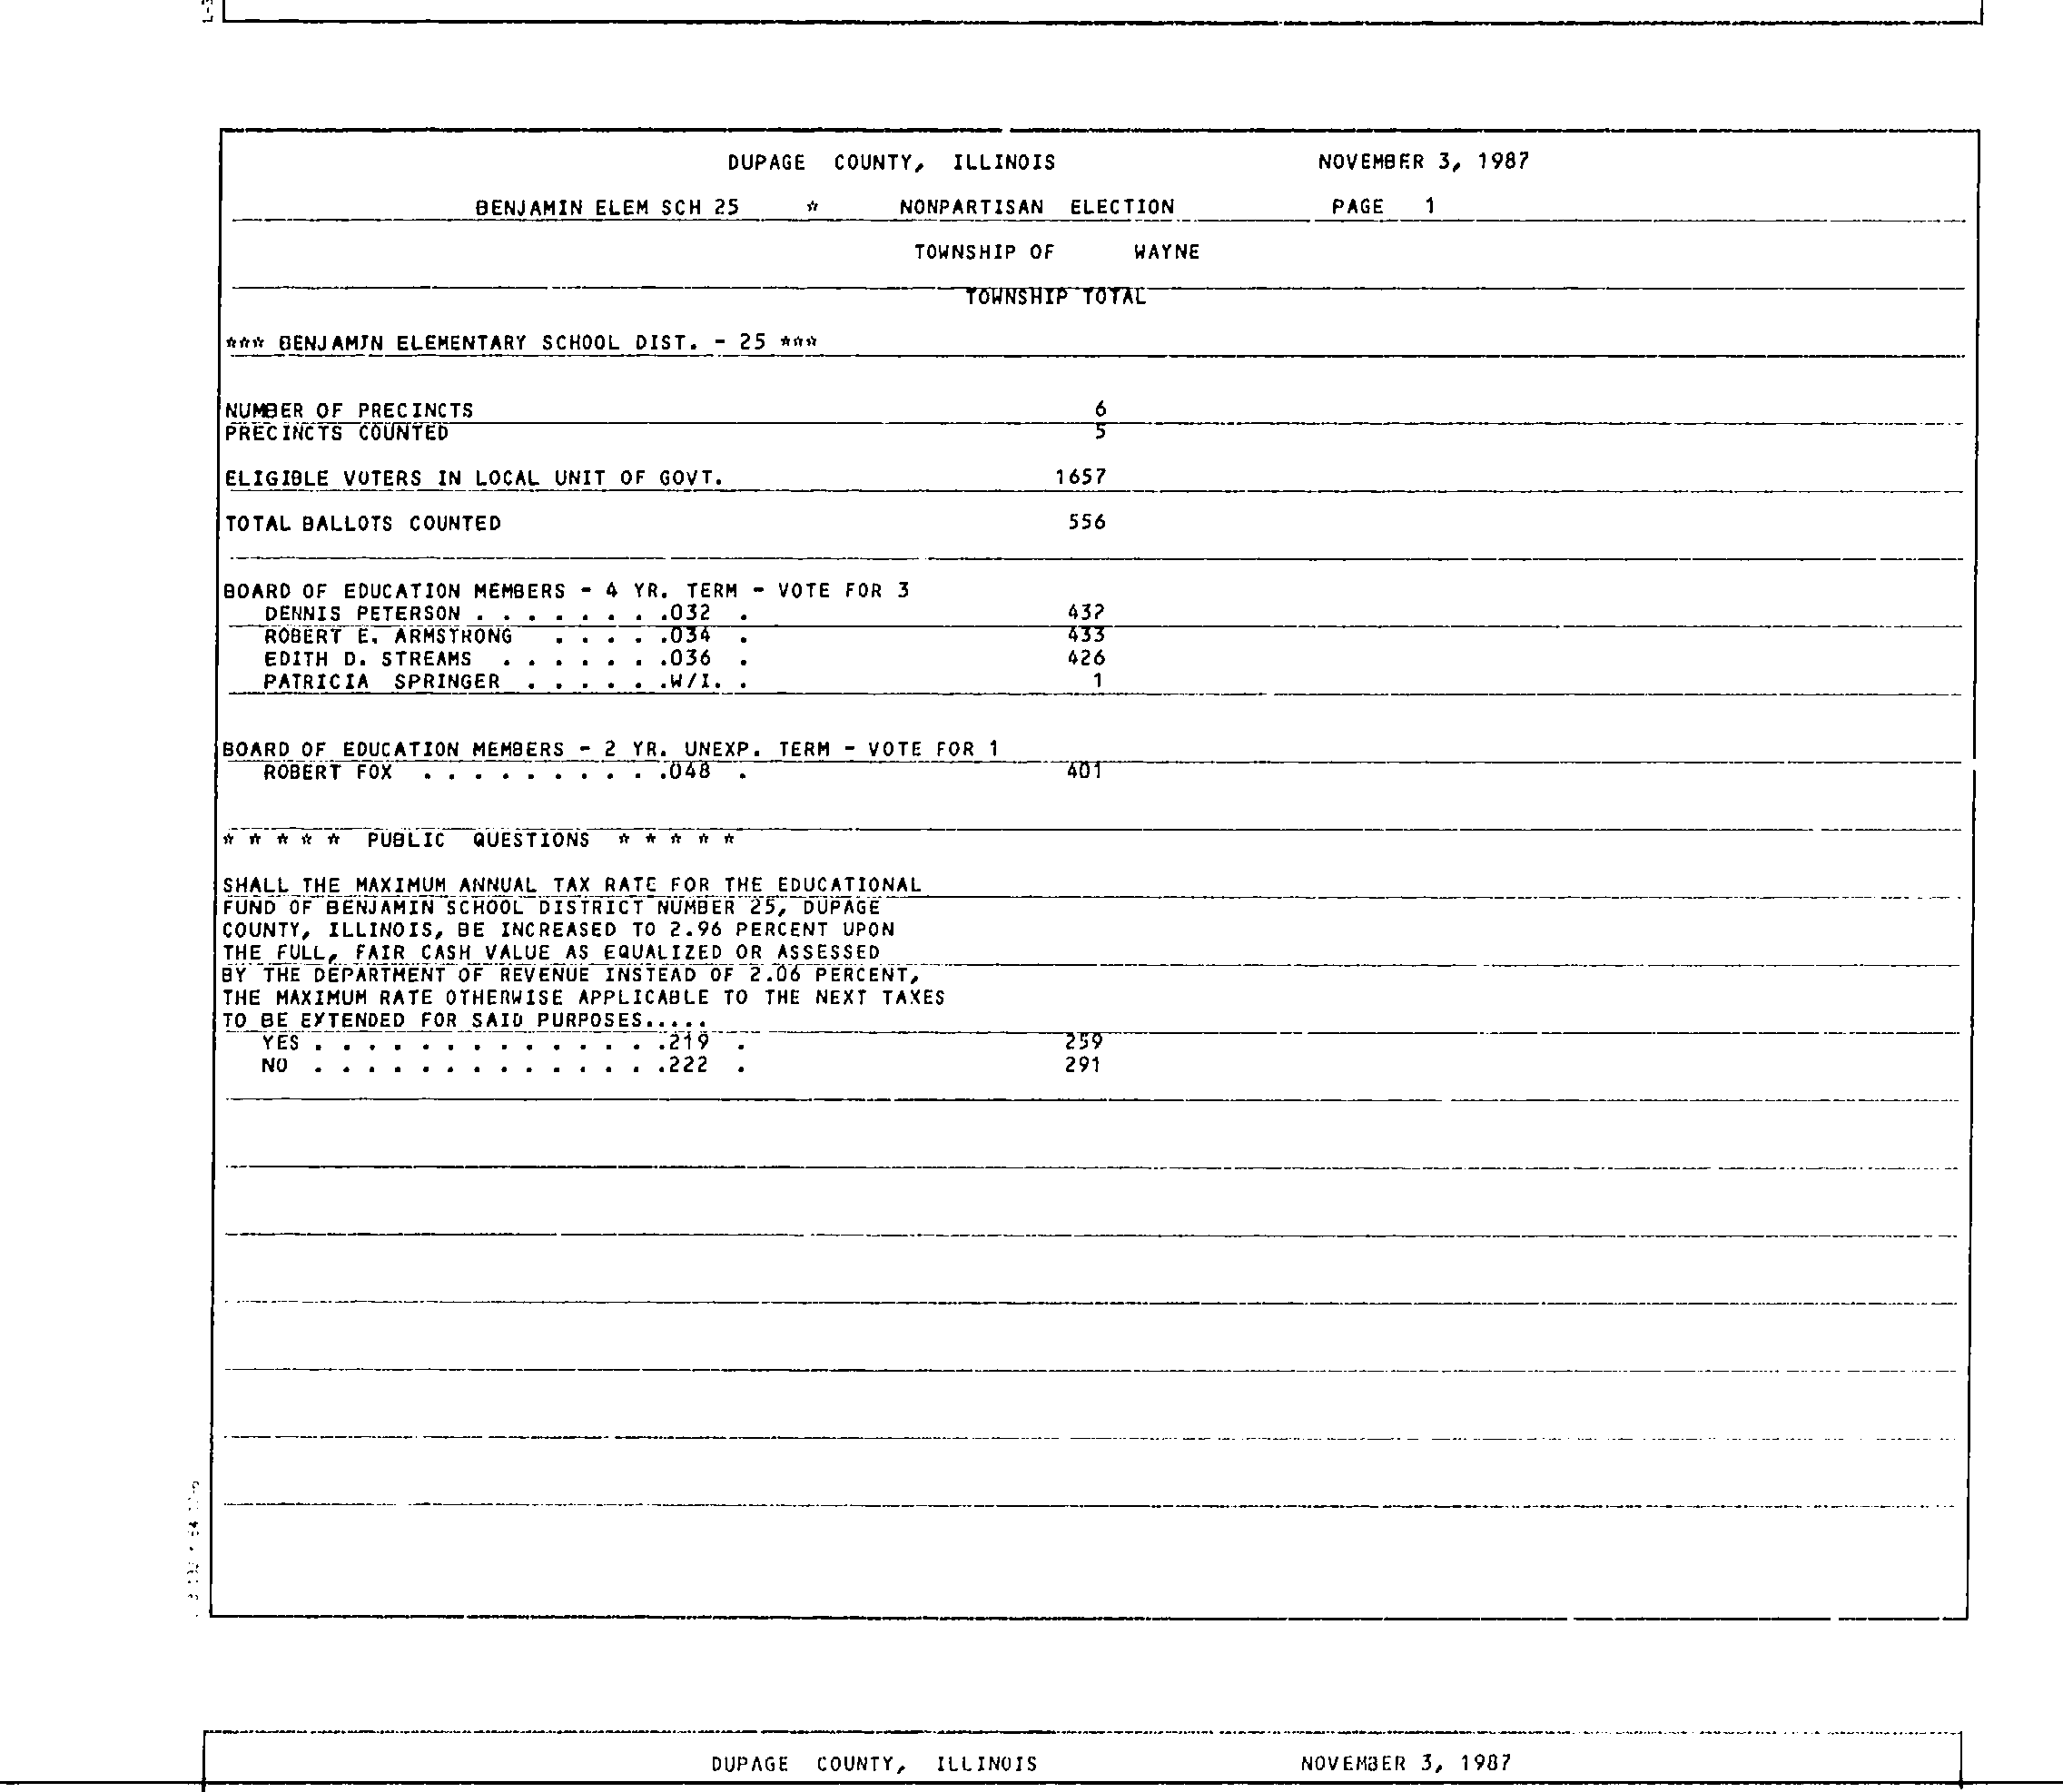 DUPAGE COUNTY, ILLINOIS NOVEMBER 3, 1987
BENJAMIN ELEM SCH 25 * NONPARTISAN ELECTION PAGE 1
TOWNSHIP OF WAYNE
TOWNSHIP TOTAL
*** BENJAMIN ELEMENTARY SCHOOL DIST. - 25 ***
NUMBER OF PRECINCTS 6
PRECINCTS COUNTED 5
ELIGIBLE VOTERS IN LOCAL UNIT OF GOVT. 1657
TOTAL BALLOTS COUNTED 556
BOARD OF EDUCATION MEMBERS - 4 YR. TERM - VOTE FOR 3
DENNIS PETERSON . . . . . . . .032 . 432
ROBERT E. ARMSTRONG . . . . .034 . 433
EDITH D. STREAMS . . . . . . .036 . 426
PATRICIA SPRINGER . . . . . .W/I. . 1
BOARD OF EDUCATION MEMBERS - 2 YR. UNEXP. TERM - VOTE FOR 1
ROBERT FOX . . . . . . . . . .048 . 401
* * * * * PUBLIC QUESTIONS * * * * *
SHALL THE MAXIMUM ANNUAL TAX RATE FOR THE EDUCATIONAL
FUND OF BENJAMIN SCHOOL DISTRICT NUMBER 25, DUPAGE
COUNTY, ILLINOIS, BE INCREASED TO 2.96 PERCENT UPON
THE FULL, FAIR CASH VALUE AS EQUALIZED OR ASSESSED
BY THE DEPARTMENT OF REVENUE INSTEAD OF 2.06 PERCENT,
THE MAXIMUM RATE OTHERWISE APPLICABLE TO THE NEXT TAXES
TO BE EXTENDED FOR SAID PURPOSES.....
YES . . . . . . . . . . . . . .219 . 259
NO . . . . . . . . . . . . . .222 . 291
DUPAGE COUNTY, ILLINOIS NOVEMBER 3, 1987